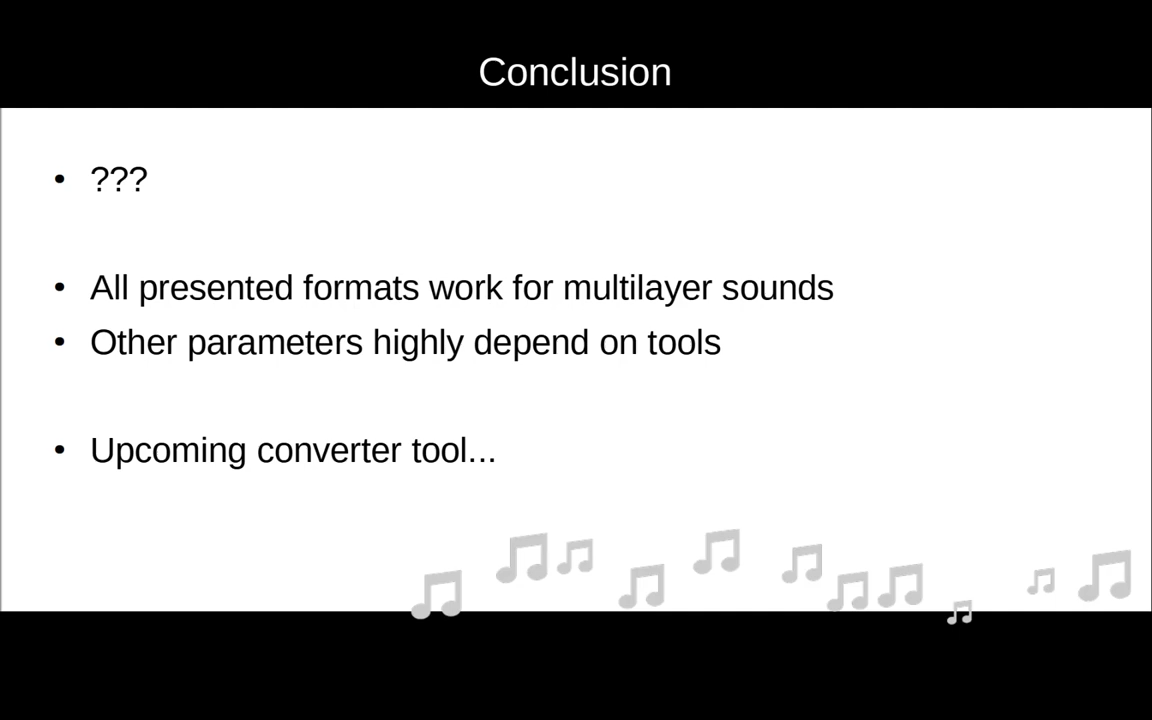 Conclusion
• ???
• All presented formats work for multilayer sounds
• Other parameters highly depend on tools
• Upcoming converter tool...